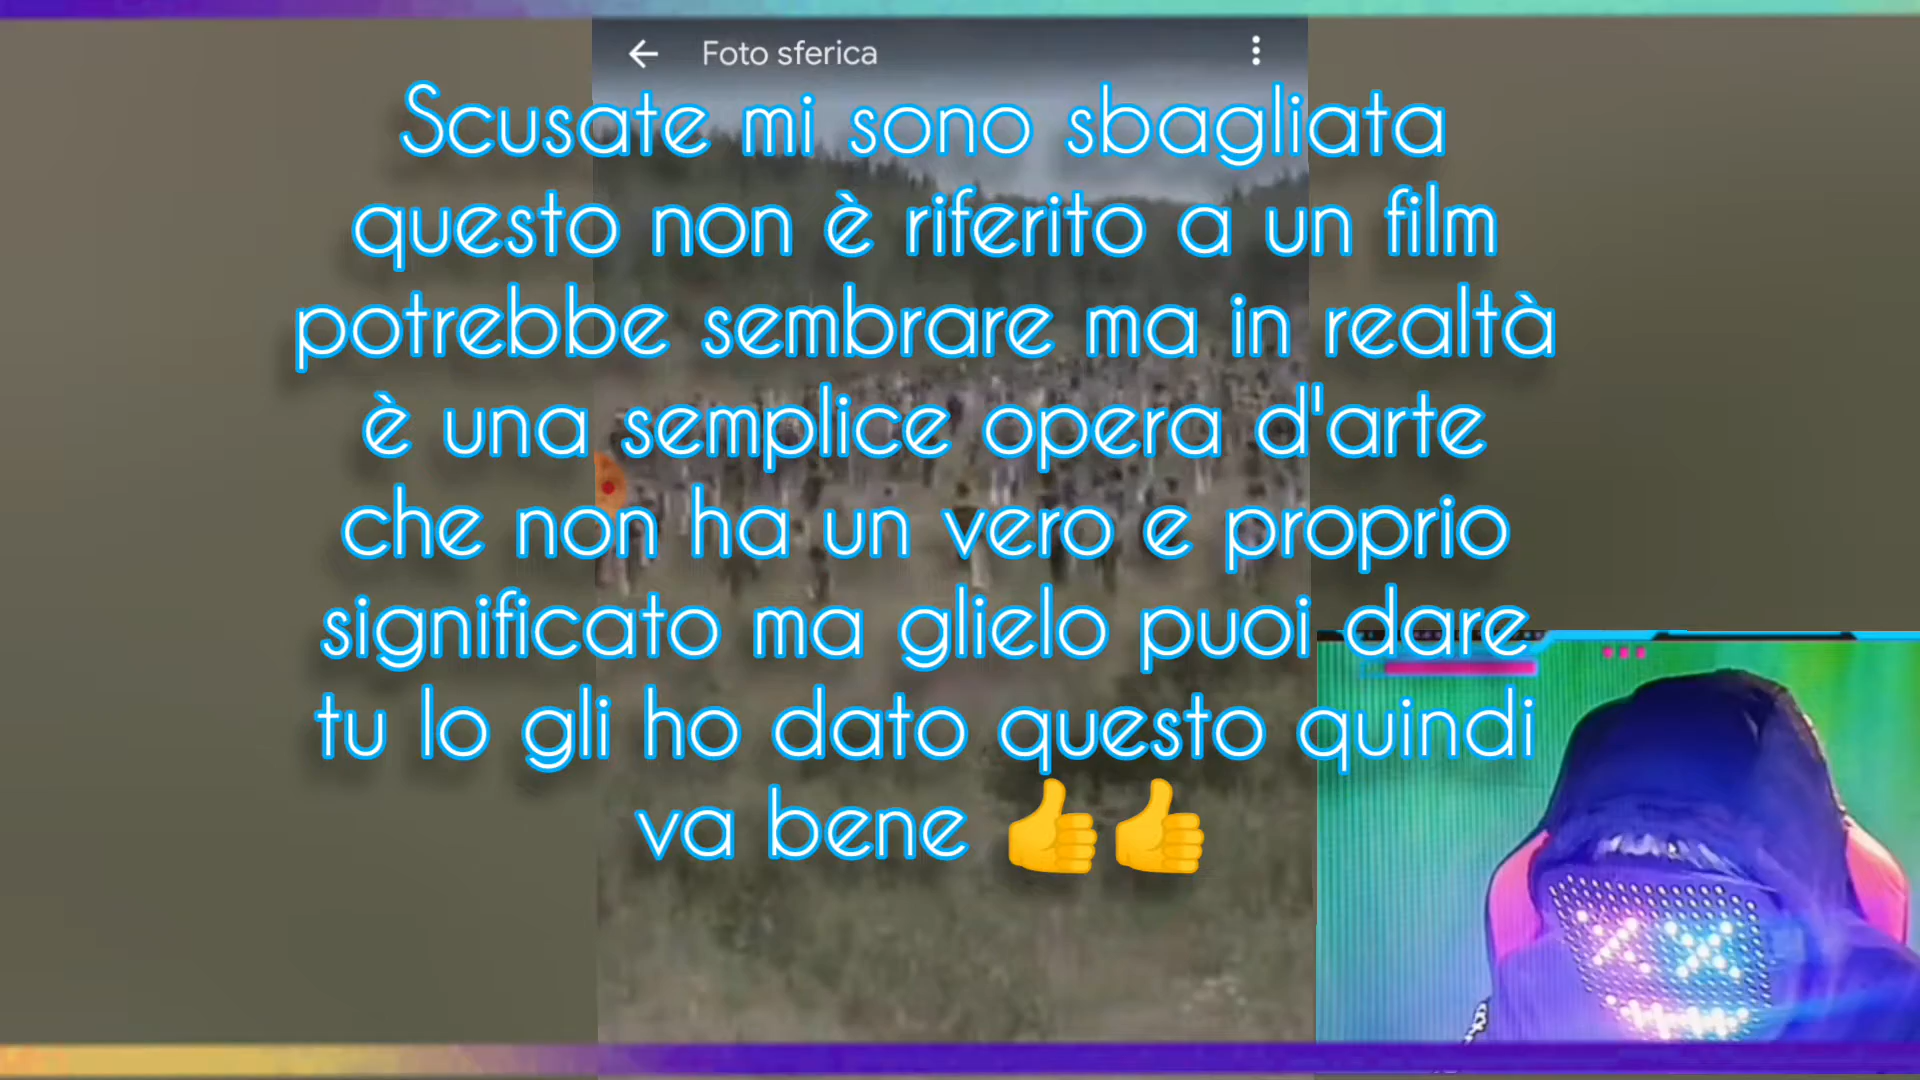 Foto sferica
Scusate mi sono sbagliata
questo non è riferito a un film
potrebbe sembrare ma in realtà
è una semplice opera d'arte
che non ha un vero e proprio
significato ma glielo puoi dare
tu lo gli ho dato questo quindi
va bene 👍👍